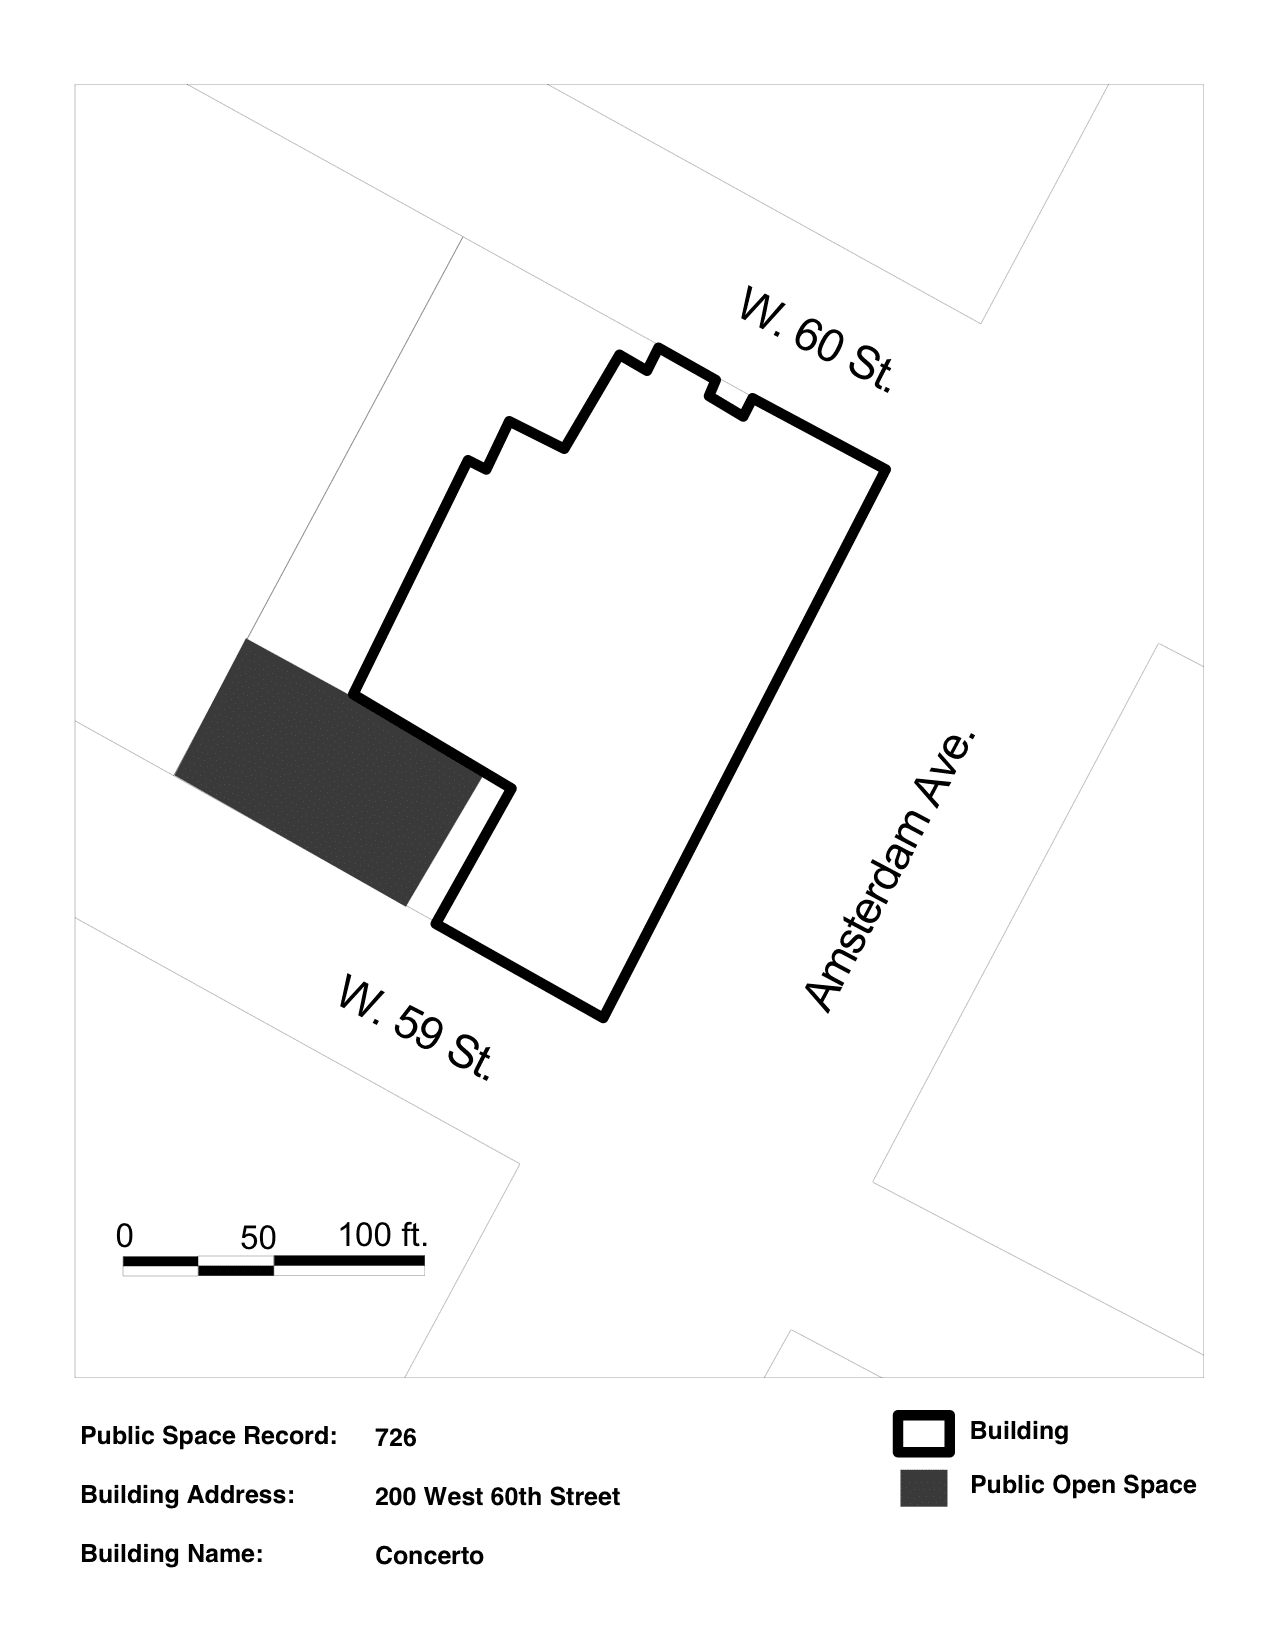 W. 60 St.
Amsterdam Ave.
W. 59 St.
0 50 100 ft.
Public Space Record: 726
Building Address: 200 West 60th Street
Building Name: Concerto
Building
Public Open Space